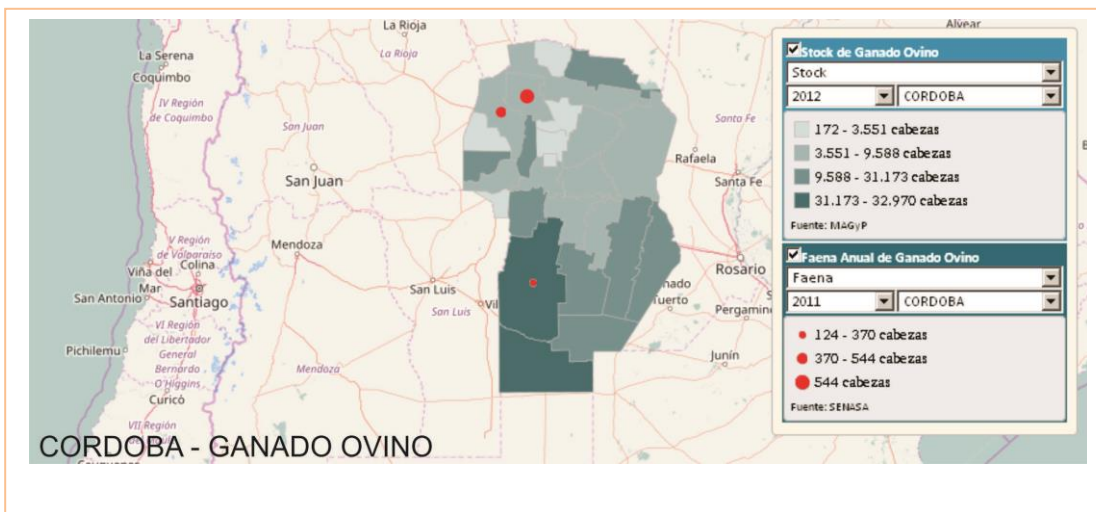 La Rioja
Alvear
La Serena
La Rioja
Coquimbo
IV Región
de Coquimbo
San Juan
Santa Fe
Rafaela
San Juan
Santa Fe
V Región
de Valparaíso
Mendoza
Viña del
Mar
Colina
San Antonio
Santiago
San Luis
San Luis
Vil
Rosario
nado
uerto
Pergamin
VI Región
del Libertador
General
Bernardo
O'Higgins
Pichilemu
Mendoza
Junín
Curicó
VII Región
CORDOBA - GANADO OVINO
Stock de Ganado Ovino
Stock
2012 CORDOBA
172 - 3.551 cabezas
3.551 - 9.588 cabezas
9.588 - 31.173 cabezas
31.173 - 32.970 cabezas
Fuente: MAGyP
Faena Anual de Ganado Ovino
Faena
2011 CORDOBA
124 - 370 cabezas
370 - 544 cabezas
544 cabezas
Fuente: SENASA